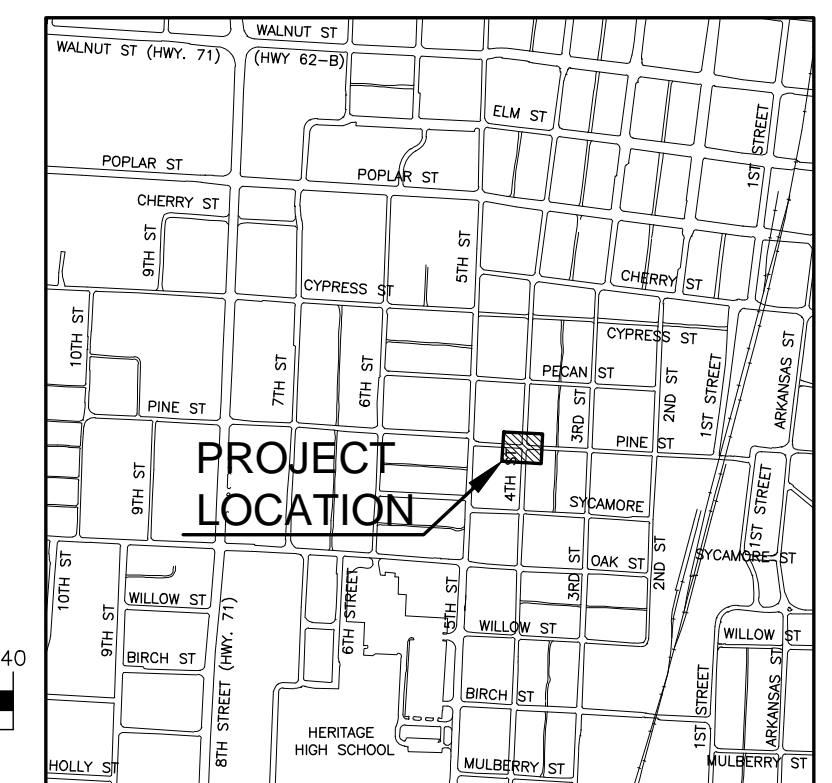 WALNUT ST
WALNUT ST (HWY. 71)
(HWY 62-B)
ELM ST
1ST STREET
POPLAR ST
POPLAR ST
CHERRY ST
9TH ST
5TH ST
CYPRESS ST
CHERRY ST
10TH ST
7TH ST
6TH ST
CYPRESS ST
PECAN ST
2ND ST
1ST STREET
ARKANSAS ST
3RD ST
PINE ST
PINE ST
PROJECT
LOCATION
4TH ST
9TH ST
SYCAMORE
1ST STREET
SYCAMORE ST
OAK ST
2ND ST
3RD ST
10TH ST
9TH ST
WILLOW ST
6TH STREET
5TH ST
WILLOW ST
WILLOW ST
40
BIRCH ST
8TH STREET (HWY. 71)
BIRCH ST
1ST STREET
ARKANSAS ST
HERITAGE
HIGH SCHOOL
HOLLY ST
MULBERRY ST
MULBERRY ST